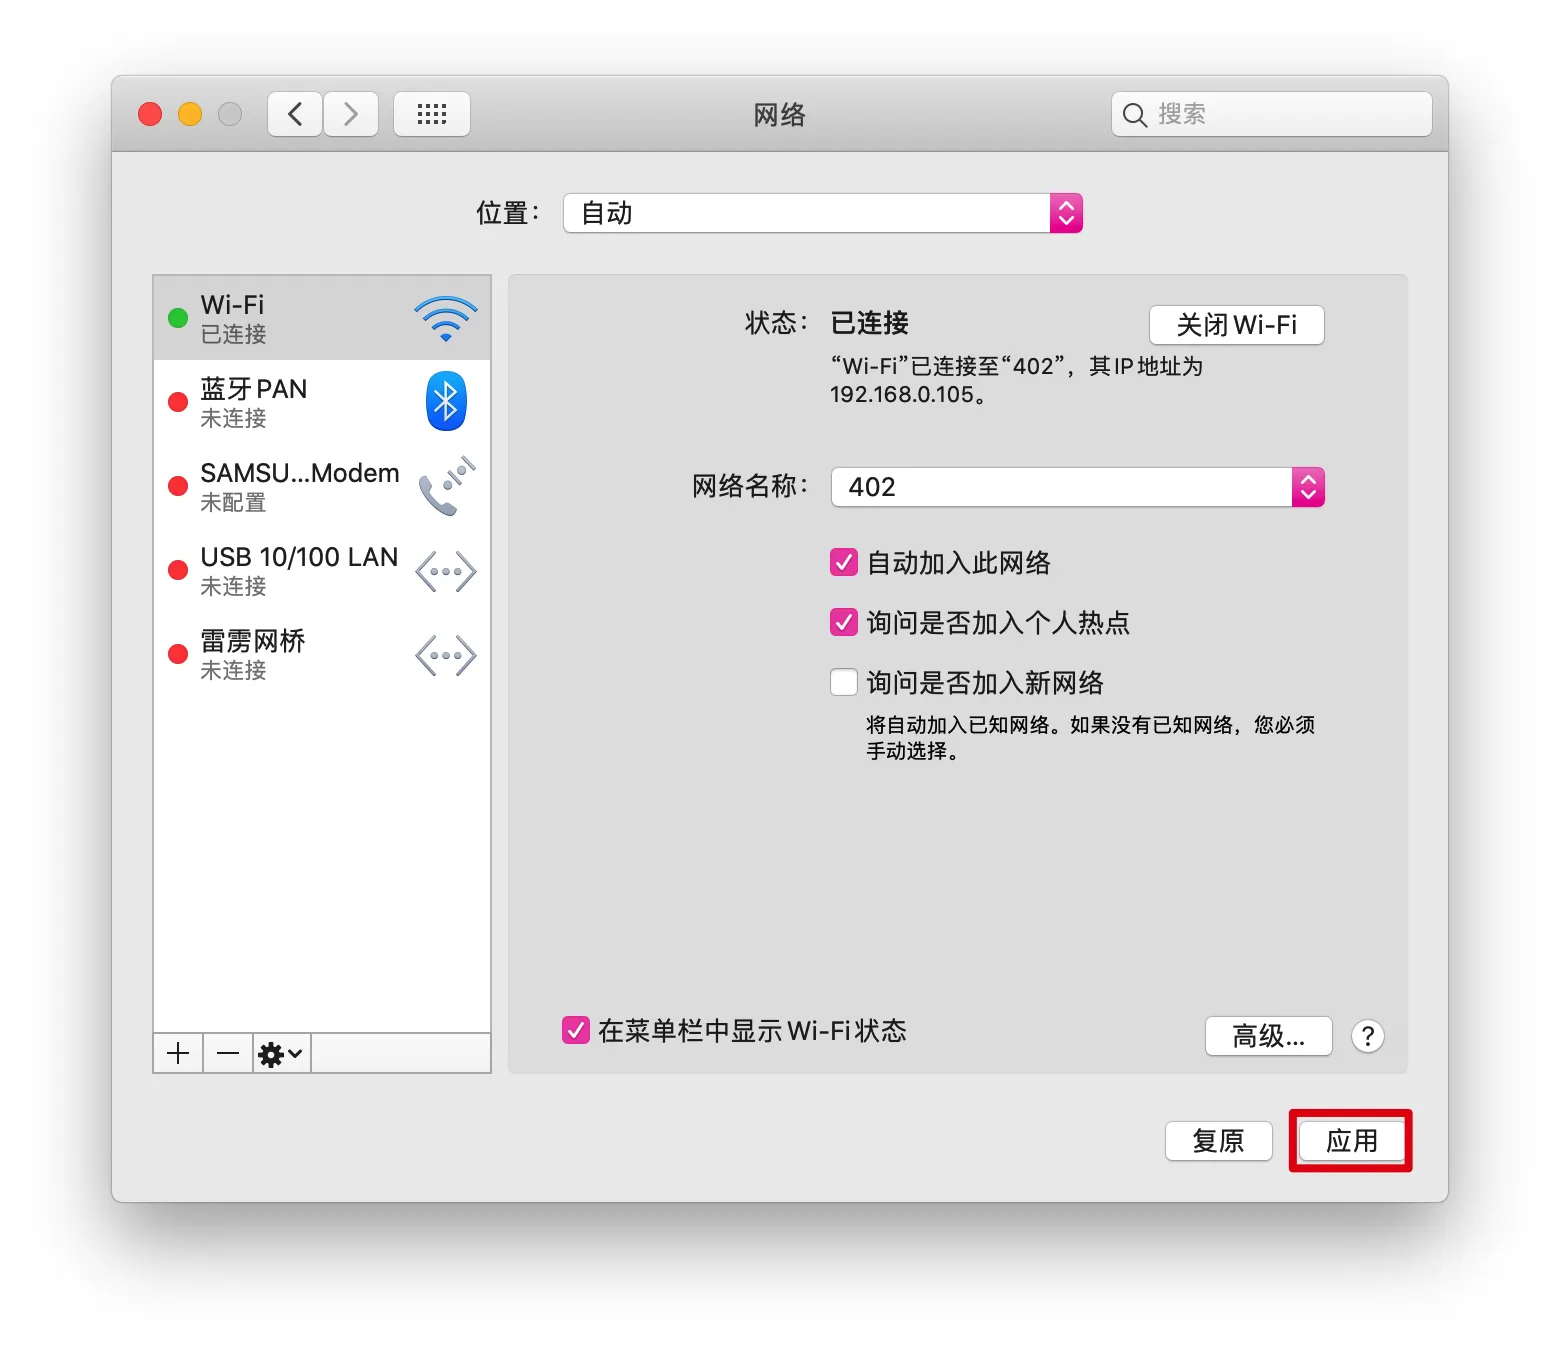 网络
搜索
位置：
自动
Wi-Fi
已连接
蓝牙 PAN
未连接
SAMSU...Modem
未配置
USB 10/100 LAN
未连接
雷雳网桥
未连接
状态：
已连接
关闭 Wi-Fi
“Wi-Fi”已连接至“402”，其 IP 地址为
192.168.0.105。
网络名称：
402
自动加入此网络
询问是否加入个人热点
询问是否加入新网络
将自动加入已知网络。如果没有已知网络，您必须
手动选择。
在菜单栏中显示 Wi-Fi 状态
高级...
?
复原
应用